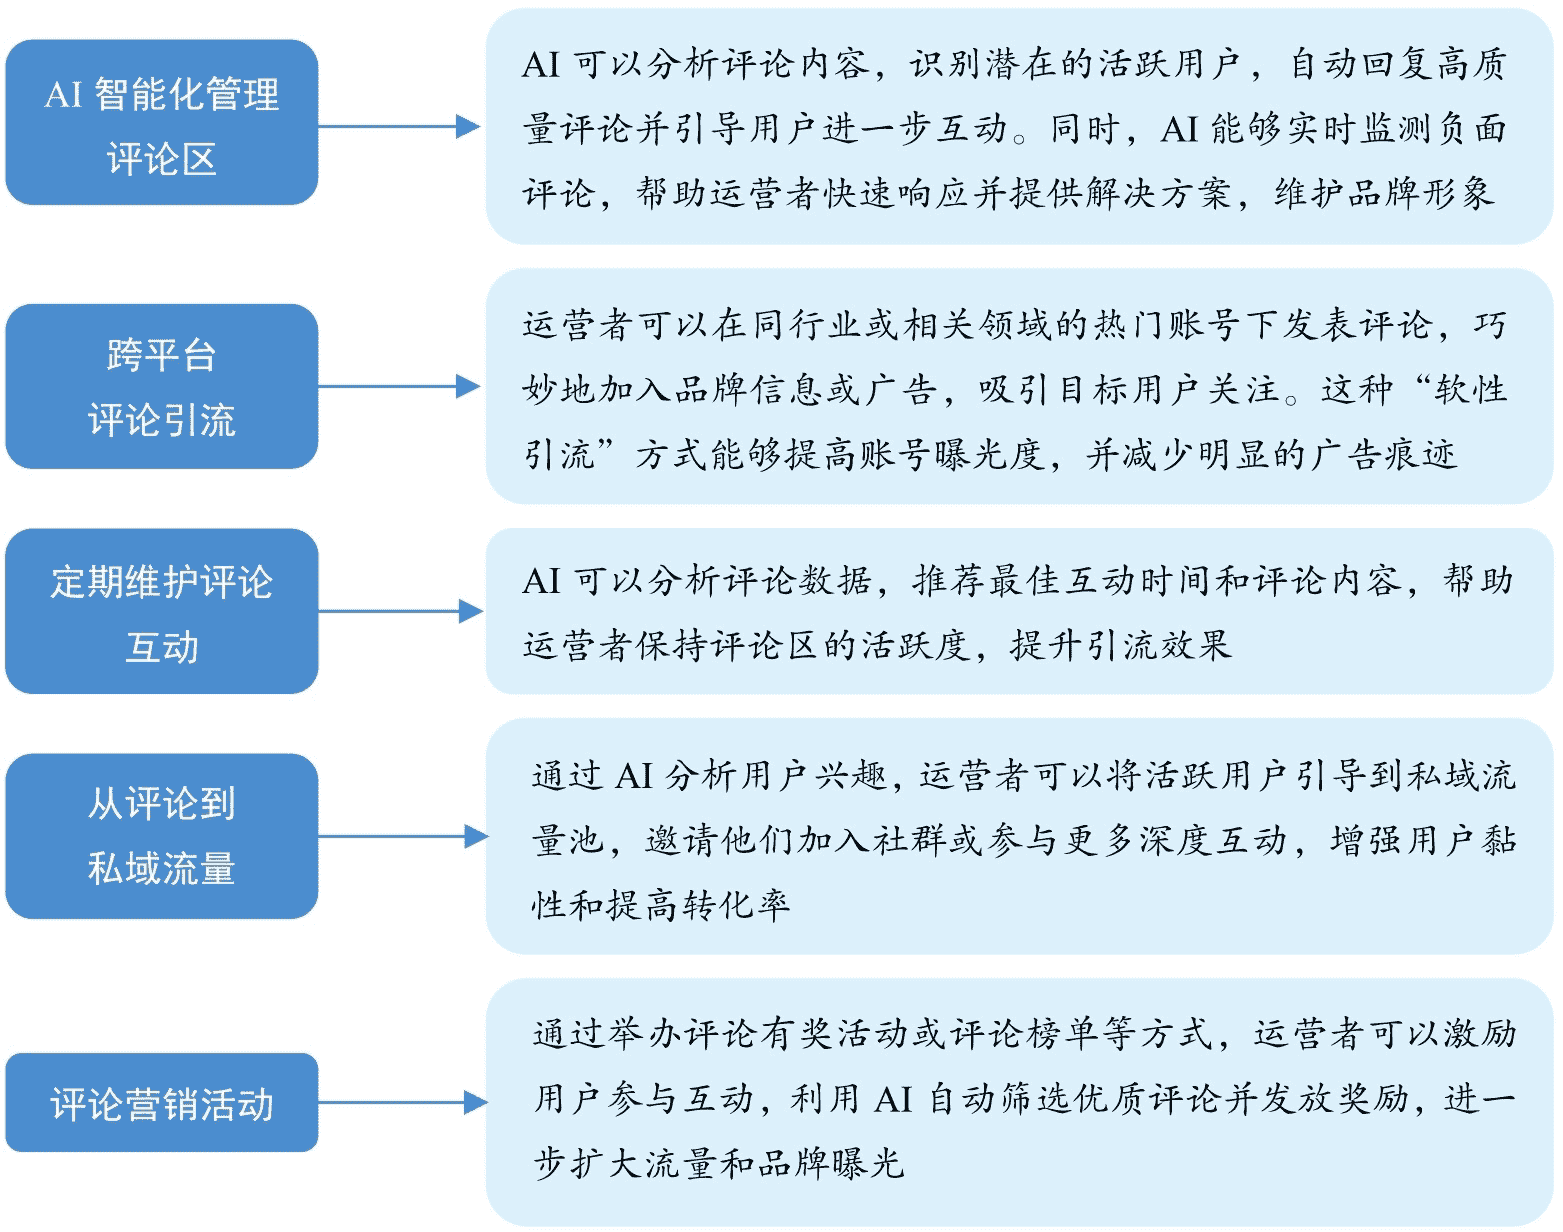 AI 智能化管理
评论区
AI 可以分析评论内容，识别潜在的活跃用户，自动回复高质
量评论并引导用户进一步互动。同时，AI 能够实时监测负面
评论，帮助运营者快速响应并提供解决方案，维护品牌形象
跨平台
评论引流
运营者可以在同行业或相关领域的热门账号下发表评论，巧
妙地加入品牌信息或广告，吸引目标用户关注。这种“软性
引流”方式能够提高账号曝光度，并减少明显的广告痕迹
定期维护评论
互动
AI 可以分析评论数据，推荐最佳互动时间和评论内容，帮助
运营者保持评论区的活跃度，提升引流效果
从评论到
私域流量
通过 AI 分析用户兴趣，运营者可以将活跃用户引导到私域流
量池，邀请他们加入社群或参与更多深度互动，增强用户黏
性和提高转化率
评论营销活动
通过举办评论有奖活动或评论榜单等方式，运营者可以激励
用户参与互动，利用 AI 自动筛选优质评论并发放奖励，进一
步扩大流量和品牌曝光